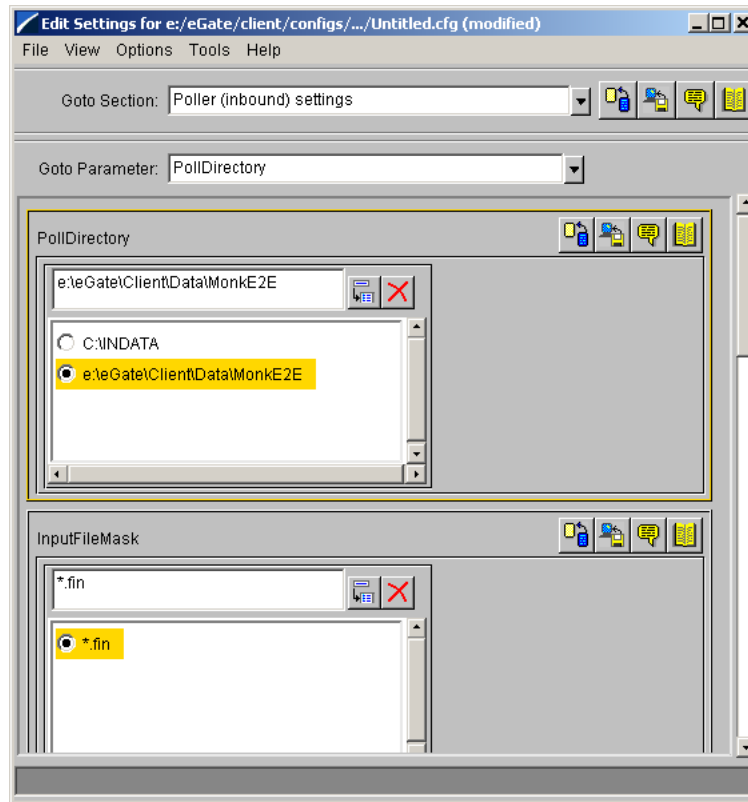 Edit Settings for e:/eGate/client/configs/.../Untitled.cfg (modified)
File View Options Tools Help
Goto Section: Poller (inbound) settings
Goto Parameter: PollDirectory
PollDirectory
e:\eGate\Client\Data\MonkE2E
C:\INDATA
e:\eGate\Client\Data\MonkE2E
InputFileMask
*.fin
*.fin